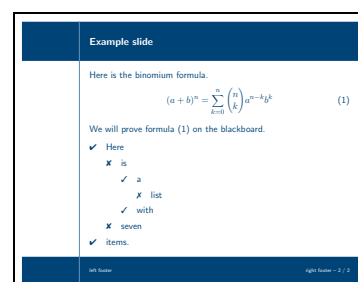 Example slide
Here is the binomium formula.
(a + b)^n = \sum_{k=0}^{n} \binom{n}{k} a^{n-k} b^k (1)
We will prove formula (1) on the blackboard.
✔ Here
✘ is
✓ a
✗ list
✓ with
✘ seven
✔ items.
left footer right footer – 2 / 2